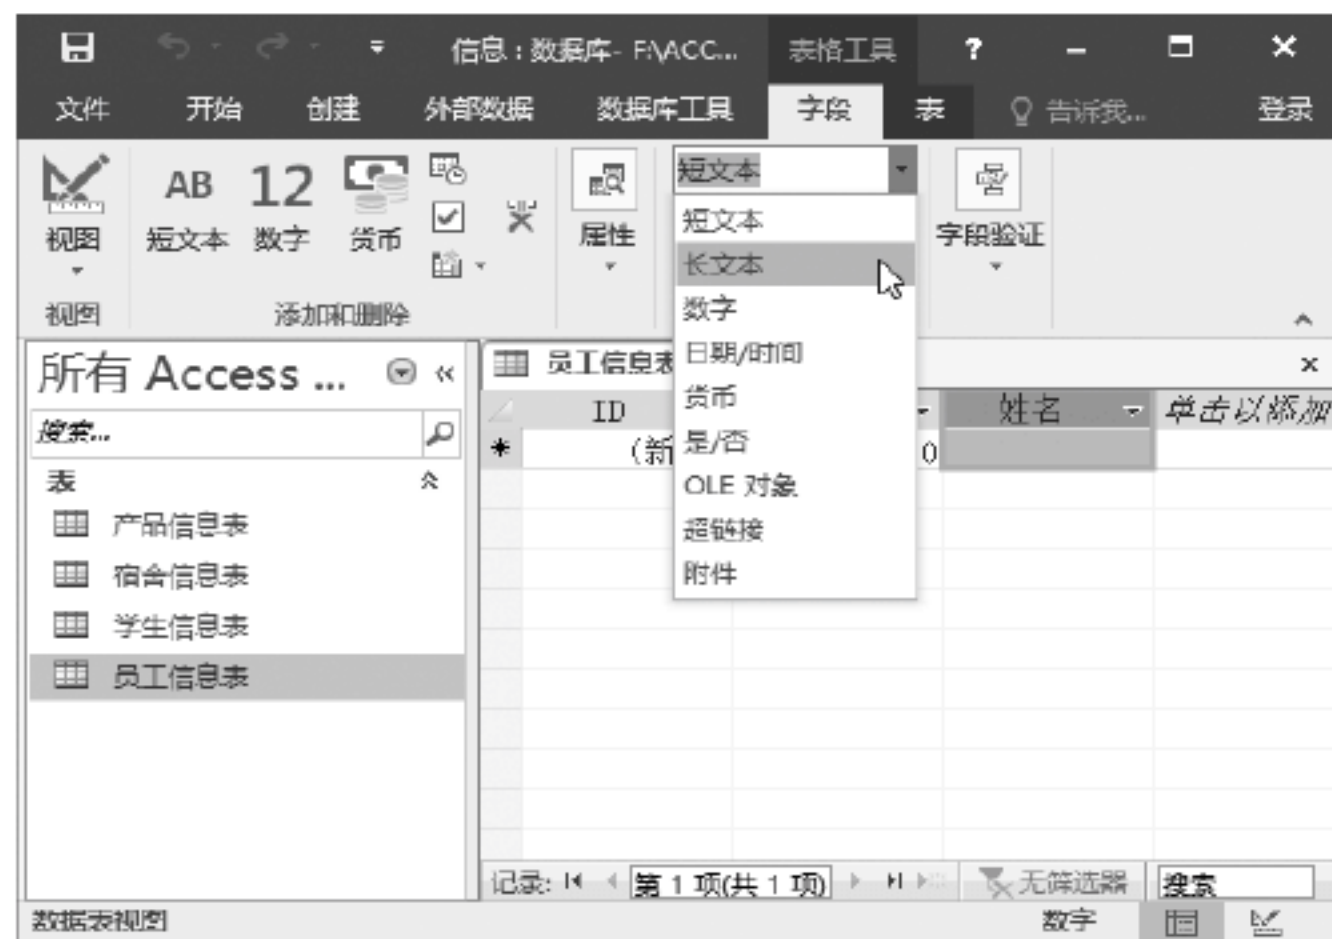 信息 : 数据库- F:\ACC... 表格工具 ?
文件 开始 创建 外部数据 数据库工具 字段 表 告诉我... 登录
AB 12 短文本
视图 短文本 数字 货币 属性 字段验证
视图 添加和删除
短文本
长文本
数字
日期/时间
货币
是/否
OLE 对象
超链接
附件
所有 Access ... «
搜索...
表
产品信息表
宿舍信息表
学生信息表
员工信息表
员工信息表
ID 姓名 单击以添加
(新 0
记录: 第 1 项(共 1 项) 无筛选器 搜索
数据表视图 数字